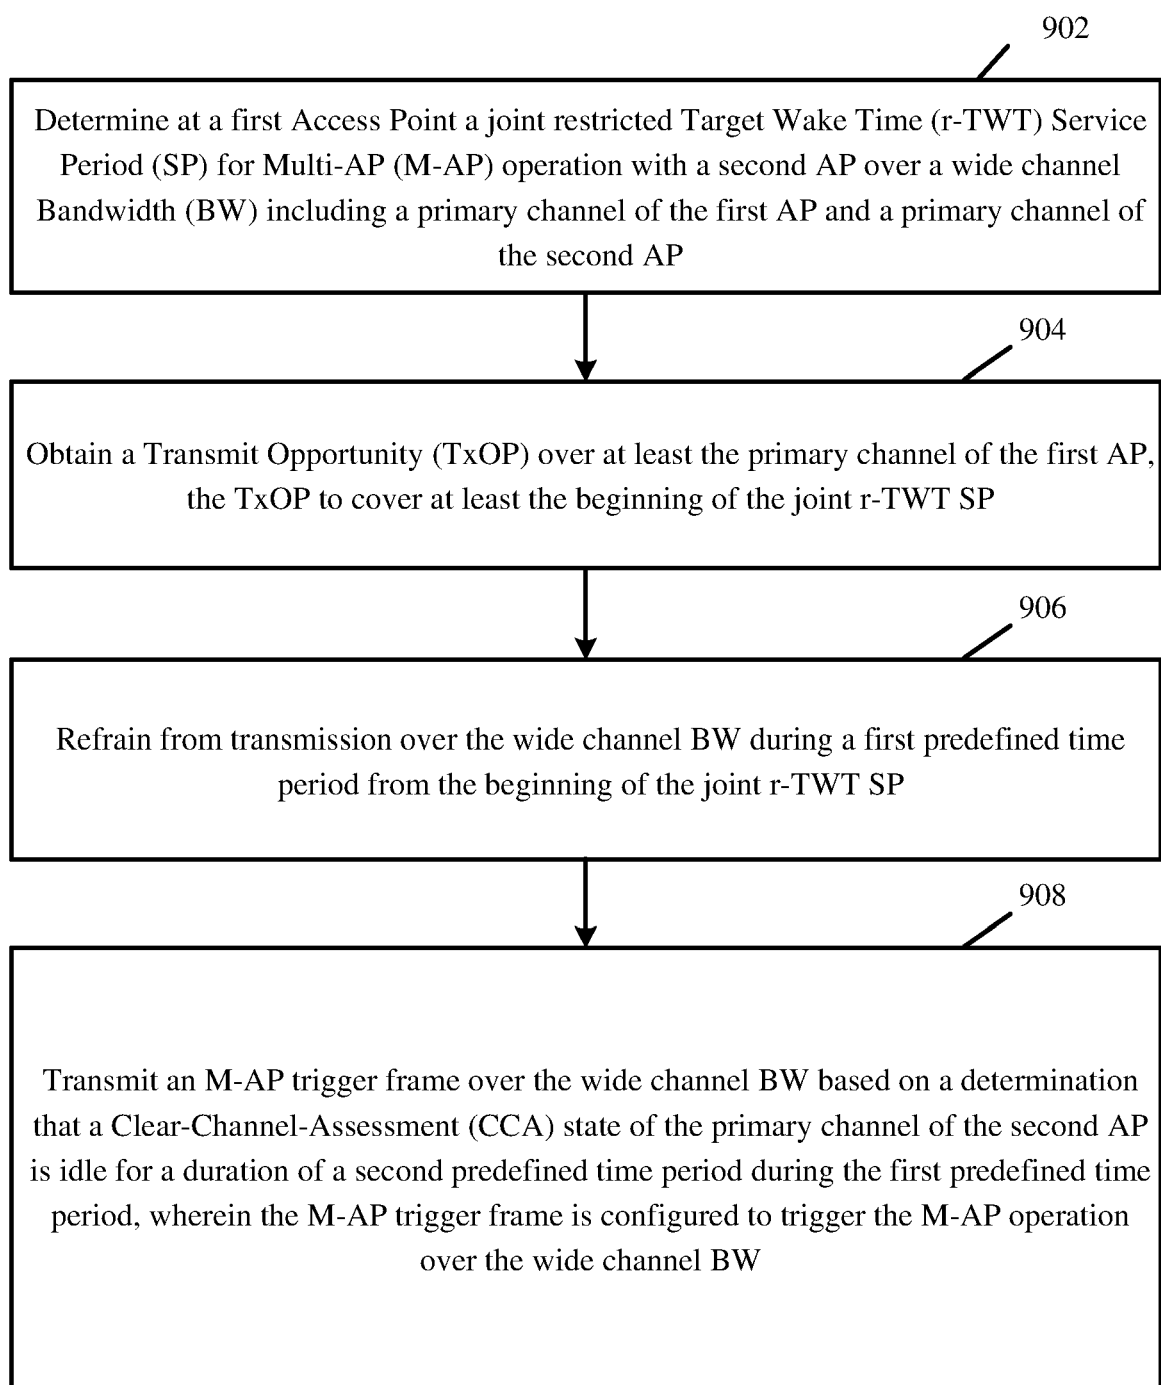 902
Determine at a first Access Point a joint restricted Target Wake Time (r-TWT) Service
Period (SP) for Multi-AP (M-AP) operation with a second AP over a wide channel
Bandwidth (BW) including a primary channel of the first AP and a primary channel of
the second AP
904
Obtain a Transmit Opportunity (TxOP) over at least the primary channel of the first AP,
the TxOP to cover at least the beginning of the joint r-TWT SP
906
Refrain from transmission over the wide channel BW during a first predefined time
period from the beginning of the joint r-TWT SP
908
Transmit an M-AP trigger frame over the wide channel BW based on a determination
that a Clear-Channel-Assessment (CCA) state of the primary channel of the second AP
is idle for a duration of a second predefined time period during the first predefined time
period, wherein the M-AP trigger frame is configured to trigger the M-AP operation
over the wide channel BW